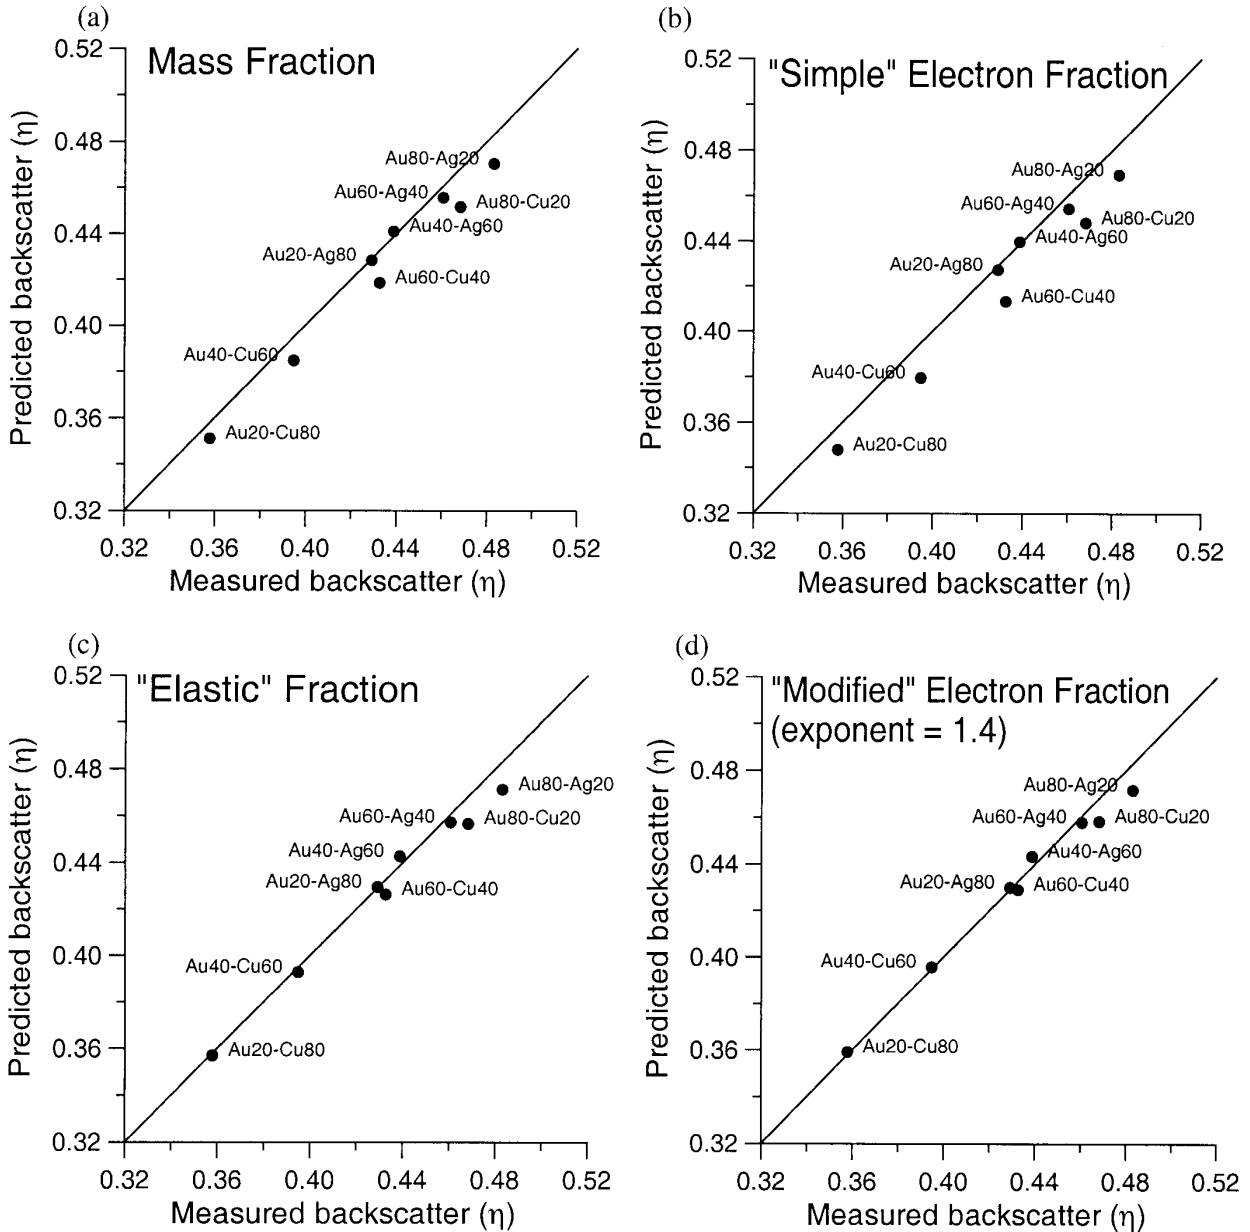 (a)
Mass Fraction
0.52
0.48
0.44
0.40
0.36
0.32
Predicted backscatter (η)
Au80-Ag20
Au60-Ag40
Au80-Cu20
Au40-Ag60
Au20-Ag80
Au60-Cu40
Au40-Cu60
Au20-Cu80
0.32 0.36 0.40 0.44 0.48 0.52
Measured backscatter (η)
(b)
"Simple" Electron Fraction
0.52
0.48
0.44
0.40
0.36
0.32
Predicted backscatter (η)
Au80-Ag20
Au60-Ag40
Au80-Cu20
Au40-Ag60
Au20-Ag80
Au60-Cu40
Au40-Cu60
Au20-Cu80
0.32 0.36 0.40 0.44 0.48 0.52
Measured backscatter (η)
(c)
"Elastic" Fraction
0.52
0.48
0.44
0.40
0.36
0.32
Predicted backscatter (η)
Au80-Ag20
Au60-Ag40
Au80-Cu20
Au40-Ag60
Au20-Ag80
Au60-Cu40
Au40-Cu60
Au20-Cu80
0.32 0.36 0.40 0.44 0.48 0.52
Measured backscatter (η)
(d)
"Modified" Electron Fraction
(exponent = 1.4)
0.52
0.48
0.44
0.40
0.36
0.32
Predicted backscatter (η)
Au80-Ag20
Au60-Ag40
Au80-Cu20
Au40-Ag60
Au20-Ag80
Au60-Cu40
Au40-Cu60
Au20-Cu80
0.32 0.36 0.40 0.44 0.48 0.52
Measured backscatter (η)